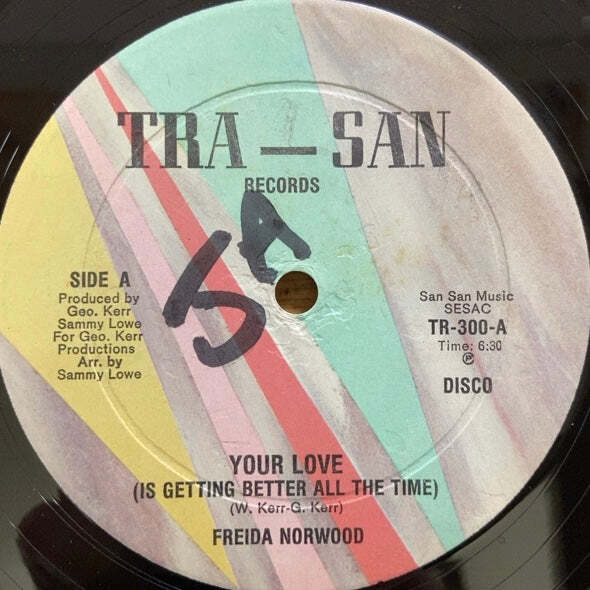 TRA — SAN
RECORDS
5A
SIDE A
Produced by
Geo. Kerr
Sammy Lowe
For Geo. Kerr
Productions
Arr. by
Sammy Lowe
San San Music
SESAC
TR-300-A
Time: 6:30
℗
DISCO
YOUR LOVE
(IS GETTING BETTER ALL THE TIME)
(W. Kerr-G. Kerr)
FREIDA NORWOOD